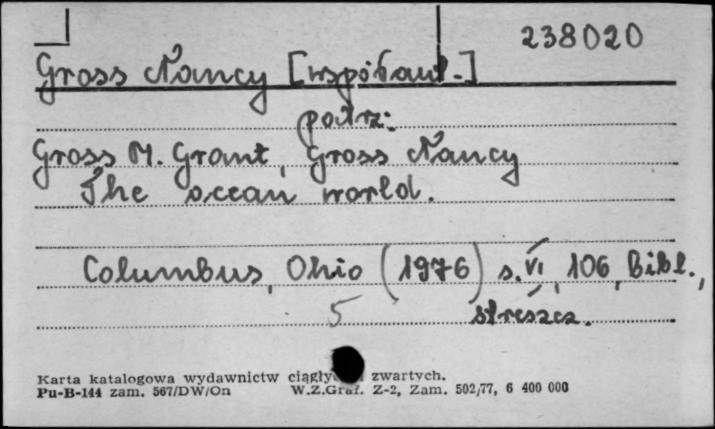 238020
Gross Nancy [współaut.]
patrz:
Gross M. Grant, Gross Nancy
The ocean world.
Columbus, Ohio (1976) s. VI, 106, Bibl.,
5 streszcz.
Karta katalogowa wydawnictw zwartych.
Pu-B-144 zam. 567/DW/On W.Z.Graf. Z-2, Zam. 502/77, 6 400 000